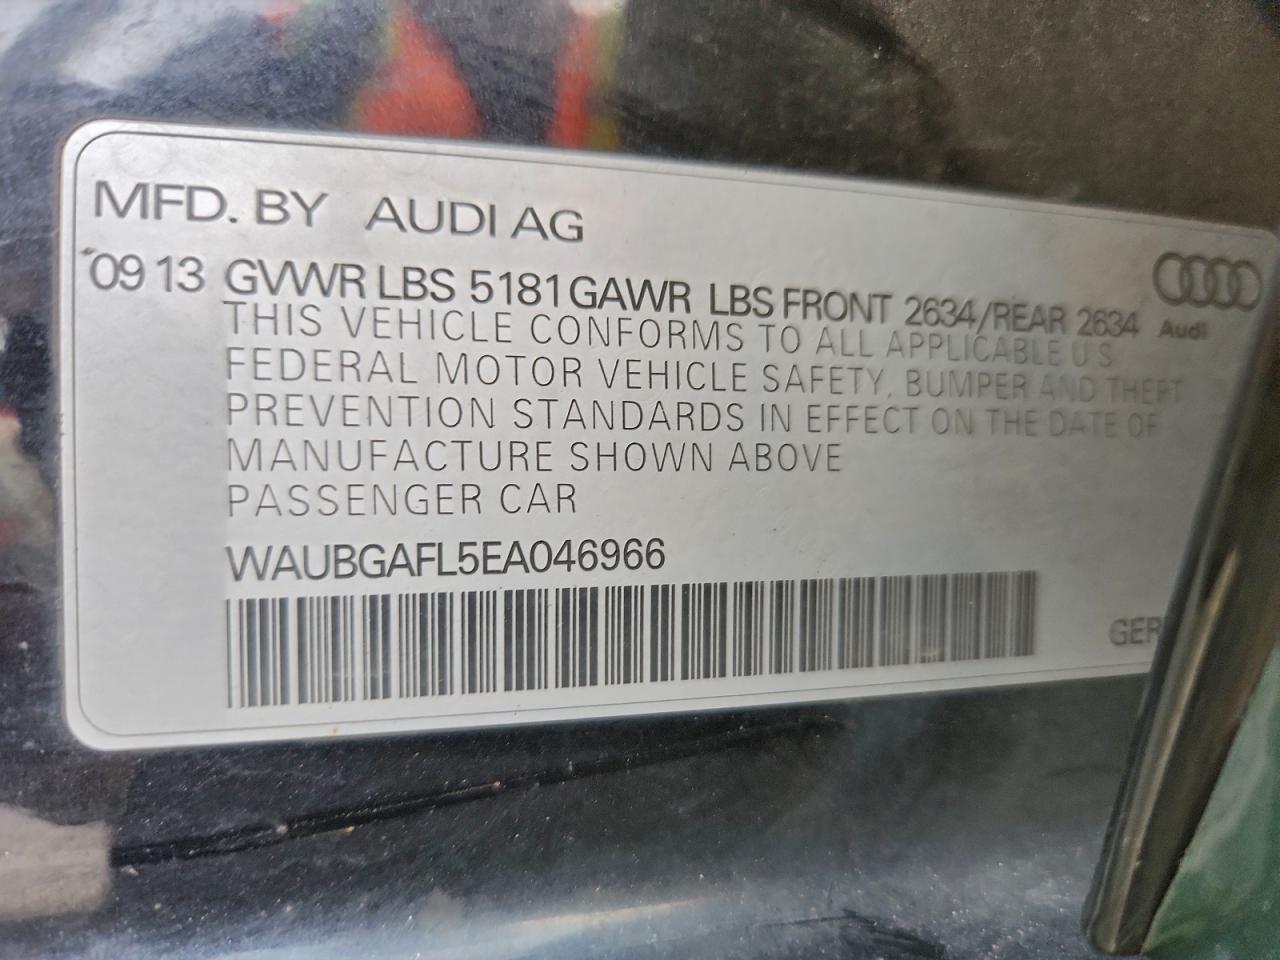 MFD. BY AUDI AG
09 13 GVWR LBS 5181 GAWR LBS FRONT 2634/REAR 2634
Audi
THIS VEHICLE CONFORMS TO ALL APPLICABLE U S
FEDERAL MOTOR VEHICLE SAFETY, BUMPER AND THEFT
PREVENTION STANDARDS IN EFFECT ON THE DATE OF
MANUFACTURE SHOWN ABOVE
PASSENGER CAR
WAUBGAFL5EA046966
GER